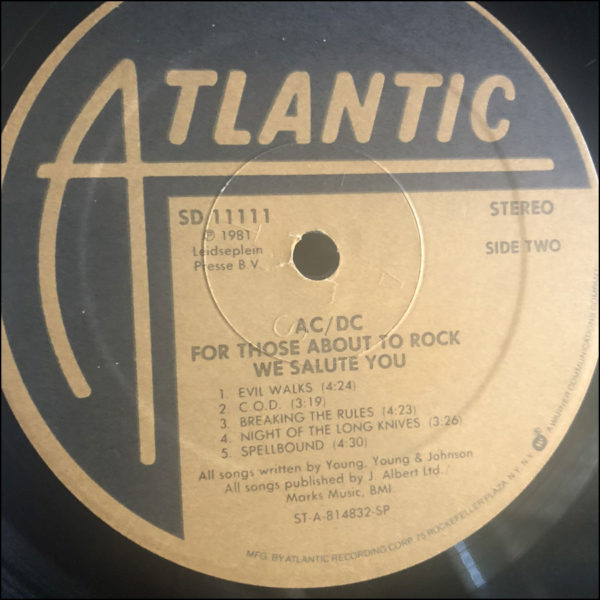 ATLANTIC
SD 11111
℗ 1981
Leidseplein
Presse B.V.
STEREO
SIDE TWO
AC/DC
FOR THOSE ABOUT TO ROCK
WE SALUTE YOU
1. EVIL WALKS (4:24)
2. C.O.D. (3:19)
3. BREAKING THE RULES (4:23)
4. NIGHT OF THE LONG KNIVES (3:26)
5. SPELLBOUND (4:30)
All songs written by Young, Young & Johnson
All songs published by J. Albert Ltd./
Marks Music, BMI.
ST-A-814832-SP
MFG. BY ATLANTIC RECORDING CORP. 75 ROCKEFELLER PLAZA, N.Y., N.Y. A WARNER COMMUNICATIONS COMPANY